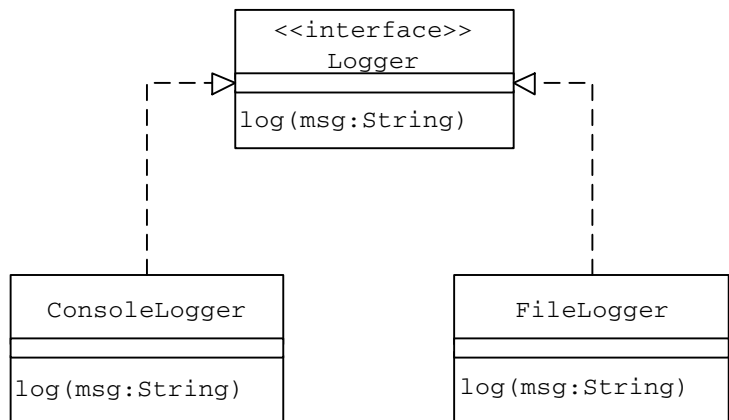 <<interface>>
Logger
log(msg:String)
ConsoleLogger
log(msg:String)
FileLogger
log(msg:String)